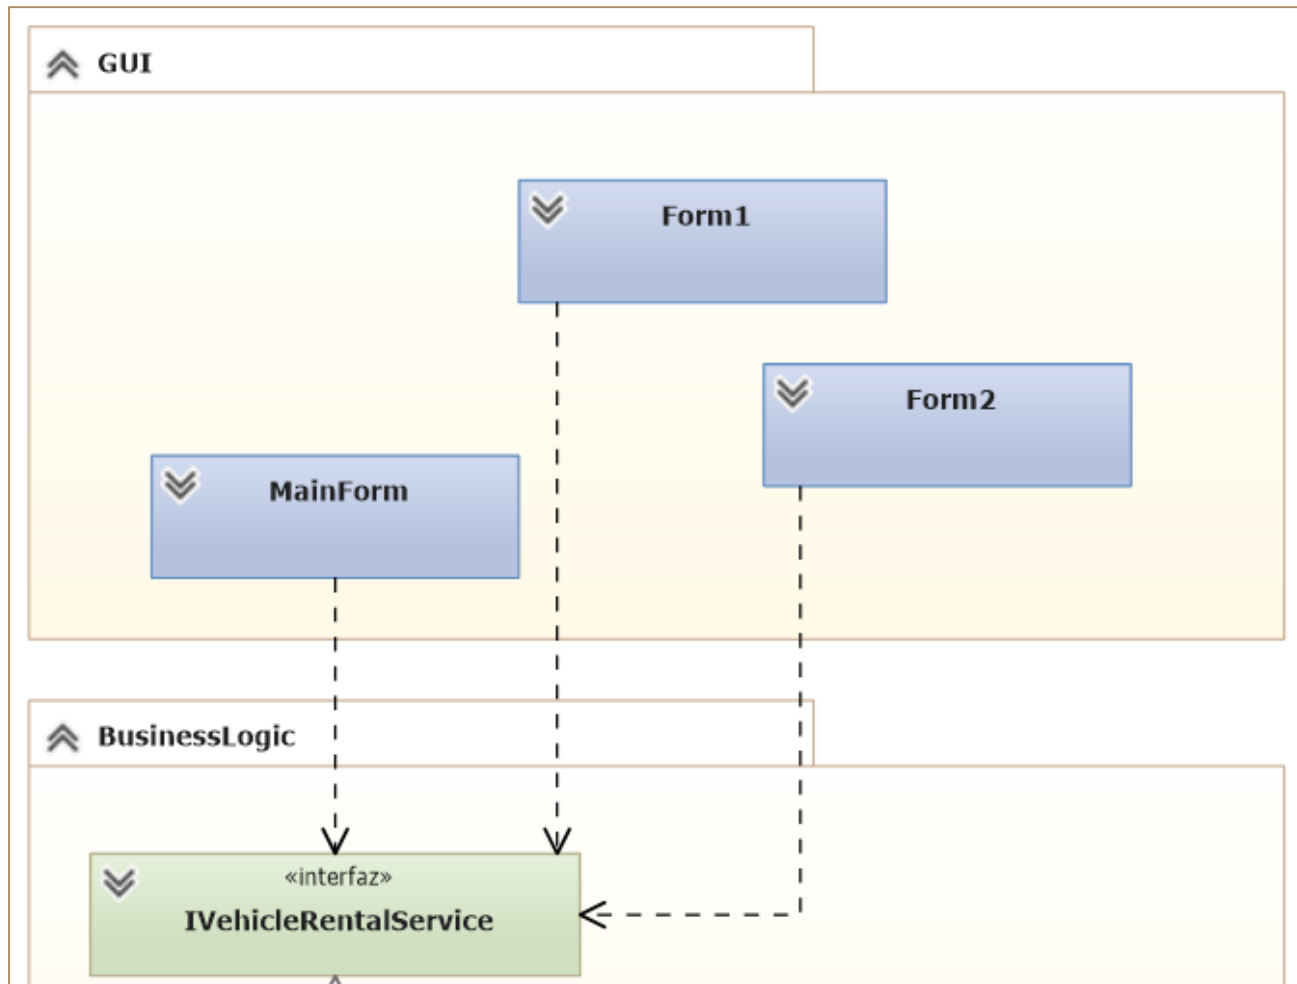 GUI
Form1
Form2
MainForm
BusinessLogic
«interfaz»
IVehicleRentalService